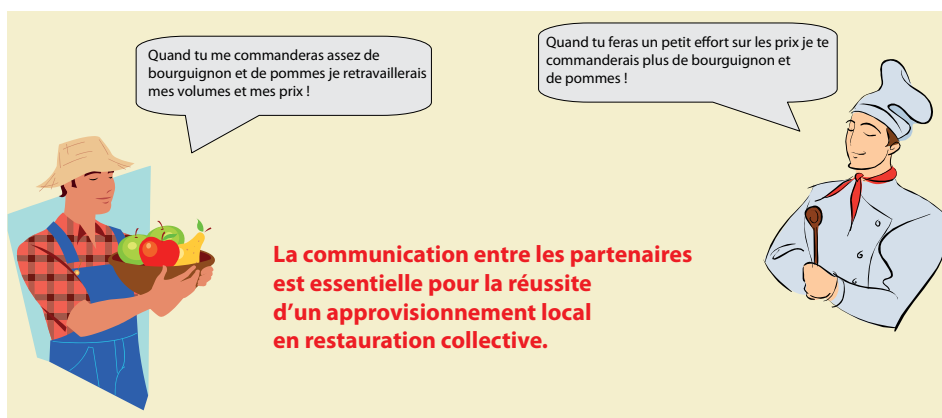 Quand tu me commanderas assez de
bourguignon et de pommes je retravaillerais
mes volumes et mes prix !
Quand tu feras un petit effort sur les prix je te
commanderais plus de bourguignon et
de pommes !
La communication entre les partenaires
est essentielle pour la réussite
d’un approvisionnement local
en restauration collective.